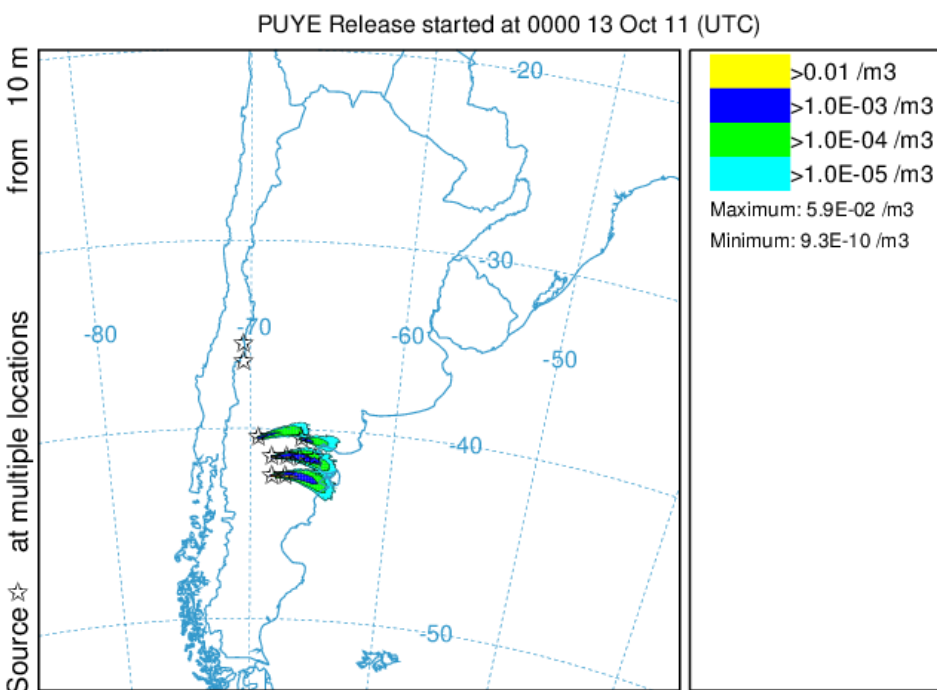 PUYE Release started at 0000 13 Oct 11 (UTC)
Source ☆ at multiple locations from 10 m
-20
-30
-80
-70
-60
-50
-40
-50
>0.01 /m3
>1.0E-03 /m3
>1.0E-04 /m3
>1.0E-05 /m3
Maximum: 5.9E-02 /m3
Minimum: 9.3E-10 /m3